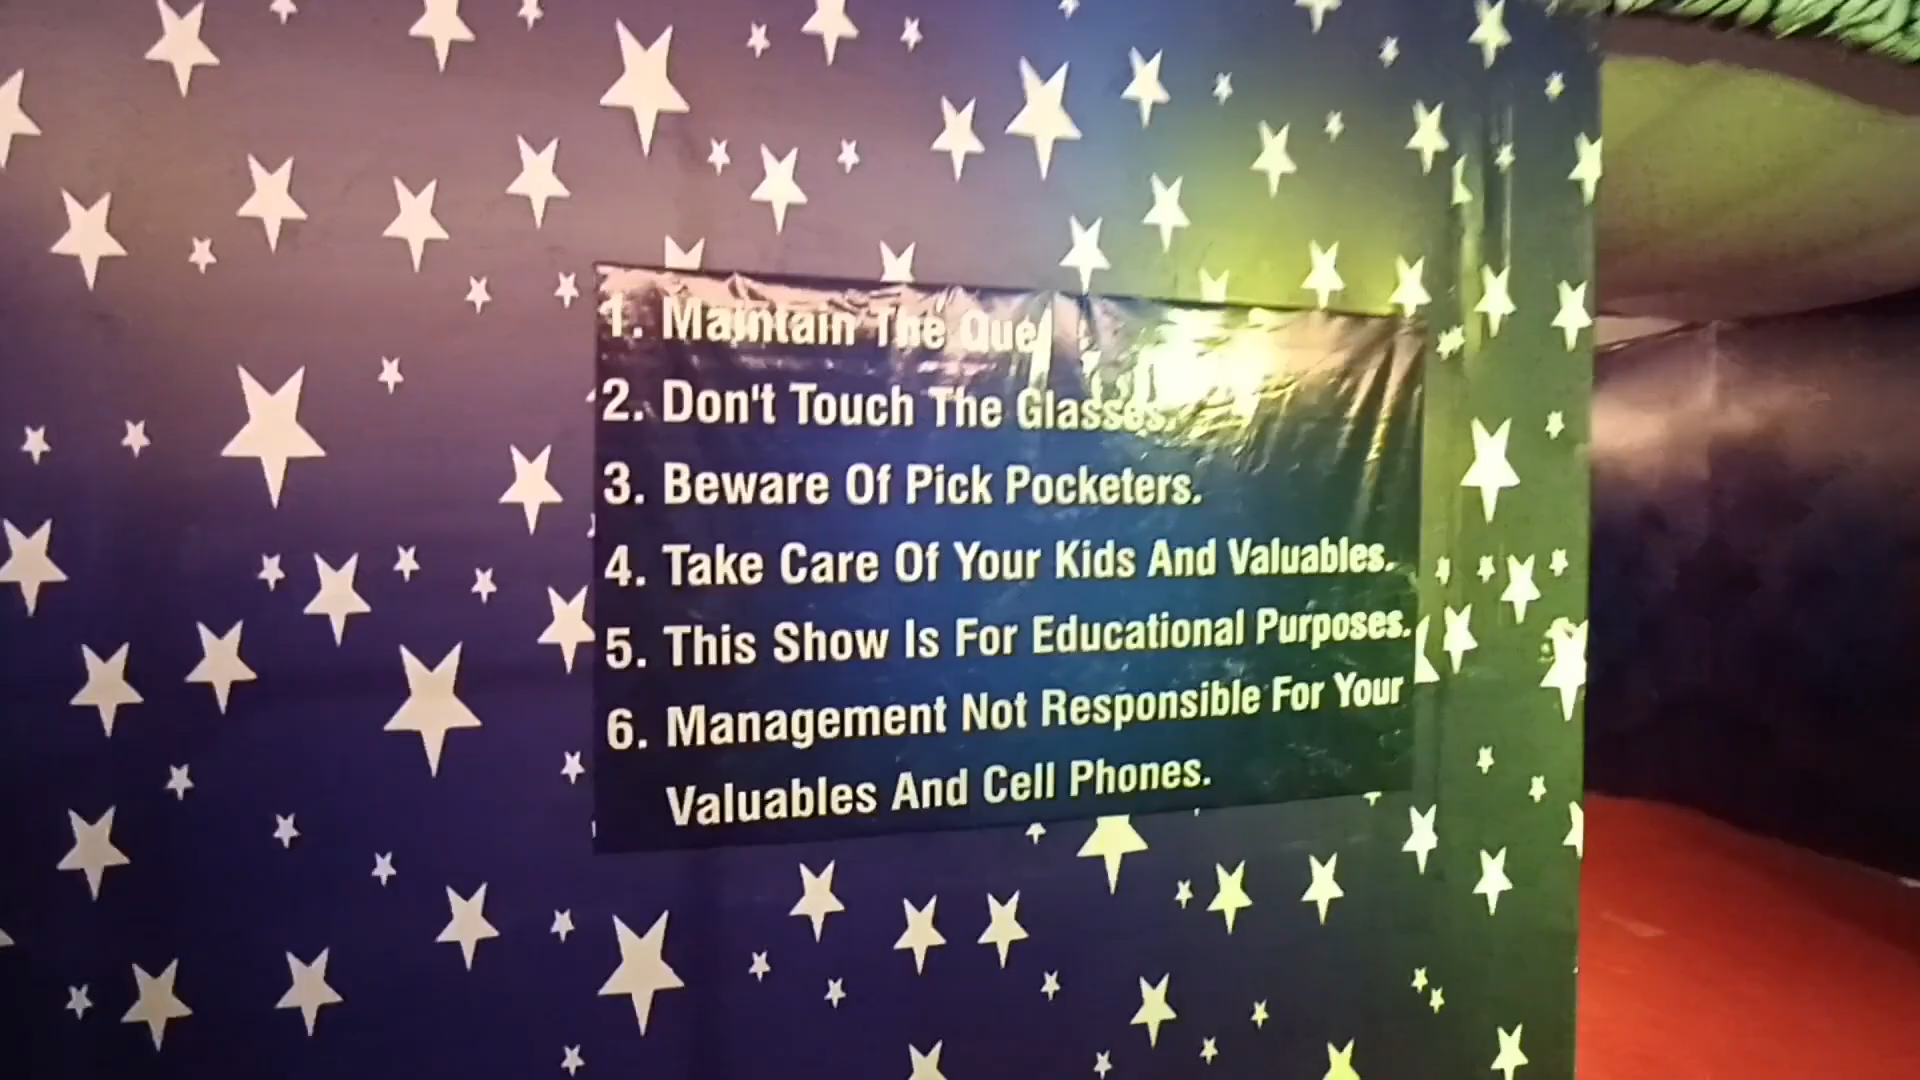 1. Maintain The Que
2. Don't Touch The Glasses.
3. Beware Of Pick Pocketers.
4. Take Care Of Your Kids And Valuables.
5. This Show Is For Educational Purposes.
6. Management Not Responsible For Your
Valuables And Cell Phones.